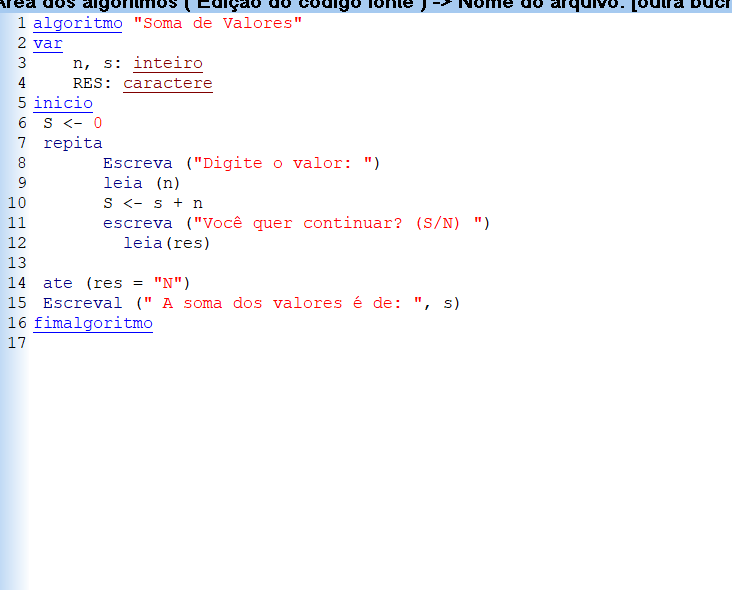 Área dos algoritmos ( Edição do código fonte ) -> Nome do arquivo: [outra
1 algoritmo "Soma de Valores"
2 var
3 n, s: inteiro
4 RES: caractere
5 inicio
6 S <- 0
7 repita
8 Escreva ("Digite o valor: ")
9 leia (n)
10 S <- s + n
11 escreva ("Você quer continuar? (S/N) ")
12 leia(res)
13
14 ate (res = "N")
15 Escreval (" A soma dos valores é de: ", s)
16 fimalgoritmo
17